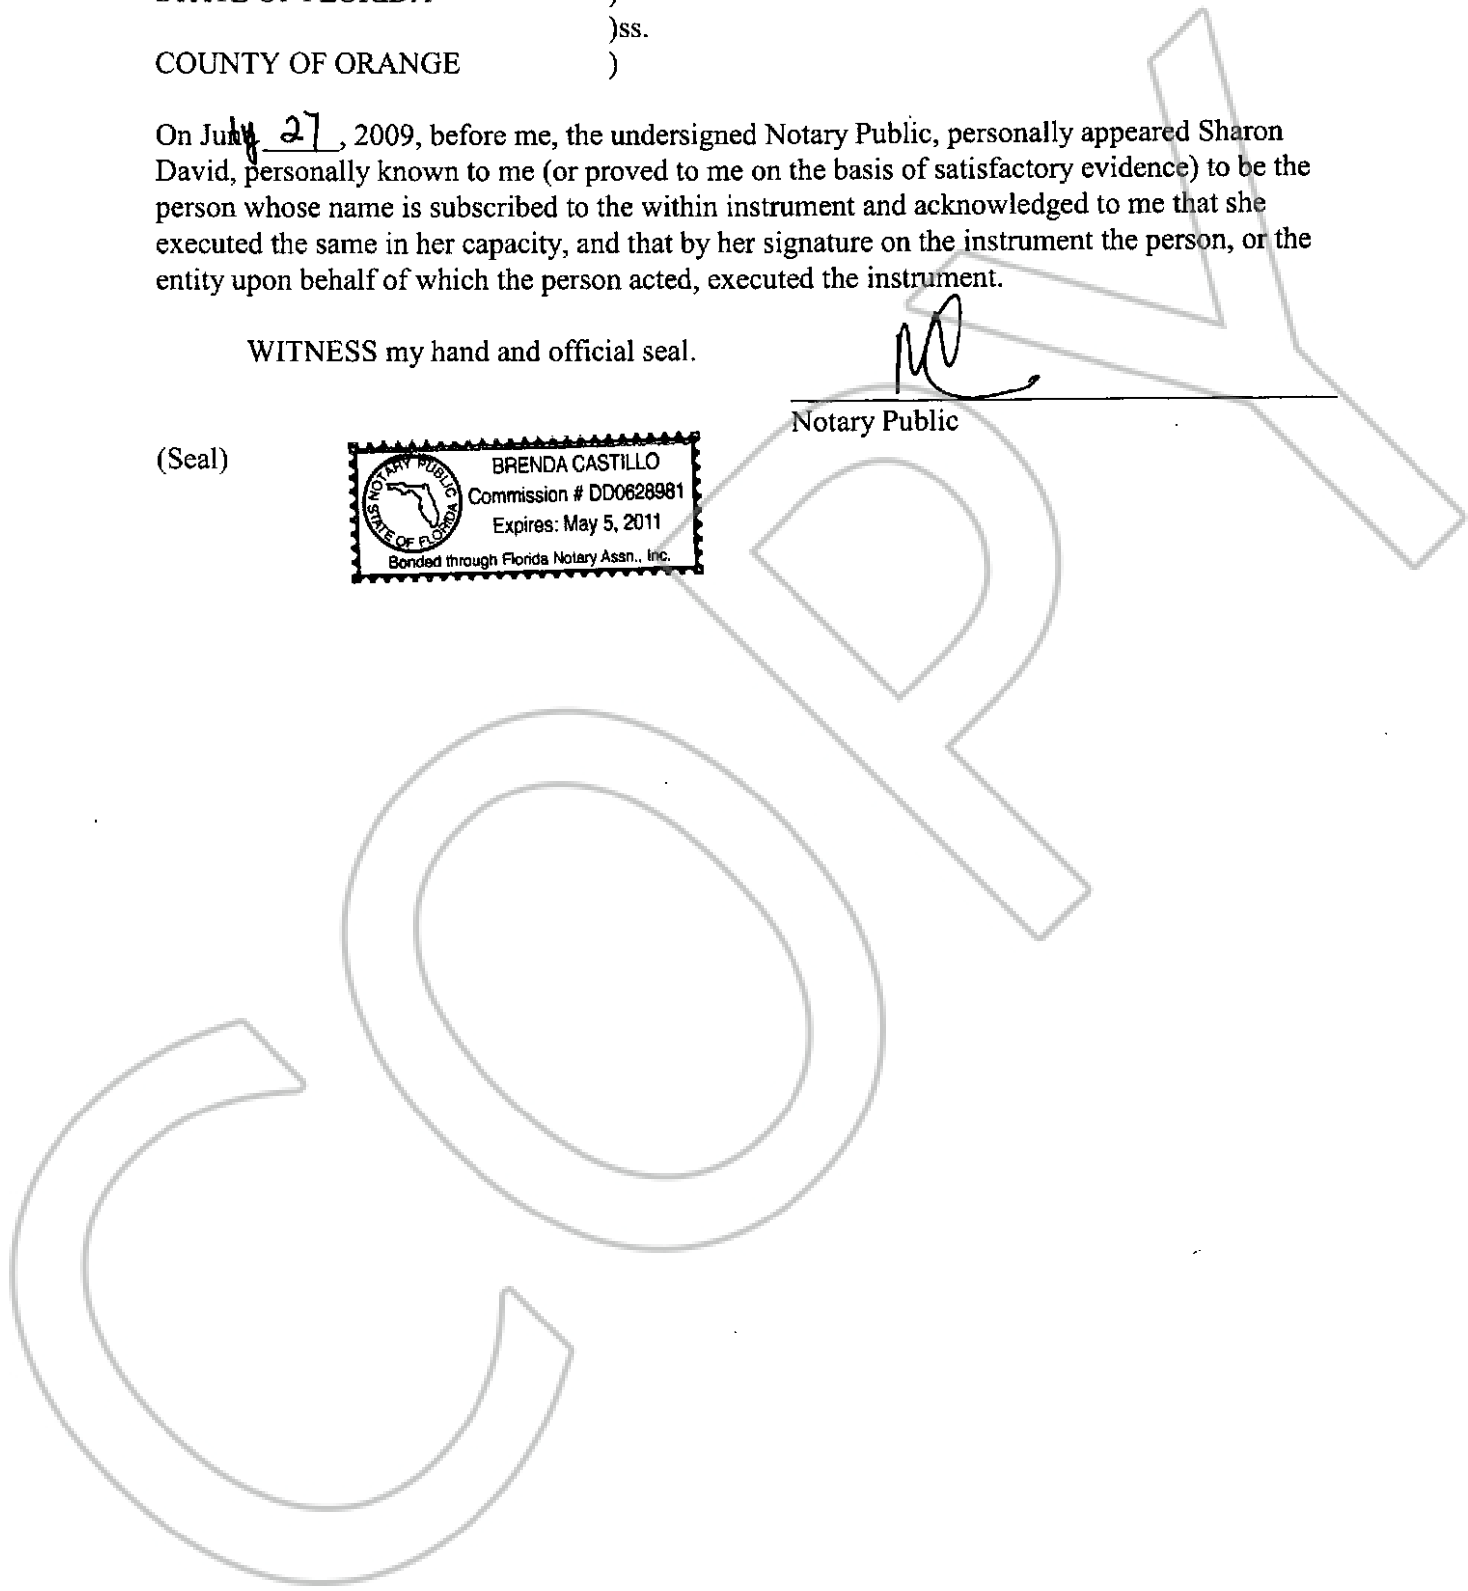 STATE OF FLORIDA )
)ss.
COUNTY OF ORANGE )
On July 27, 2009, before me, the undersigned Notary Public, personally appeared Sharon
David, personally known to me (or proved to me on the basis of satisfactory evidence) to be the
person whose name is subscribed to the within instrument and acknowledged to me that she
executed the same in her capacity, and that by her signature on the instrument the person, or the
entity upon behalf of which the person acted, executed the instrument.
WITNESS my hand and official seal.
Notary Public
(Seal)
NOTARY PUBLIC
STATE OF FLORIDA
BRENDA CASTILLO
Commission # DD0628981
Expires: May 5, 2011
Bonded through Florida Notary Assn., Inc.
COPY